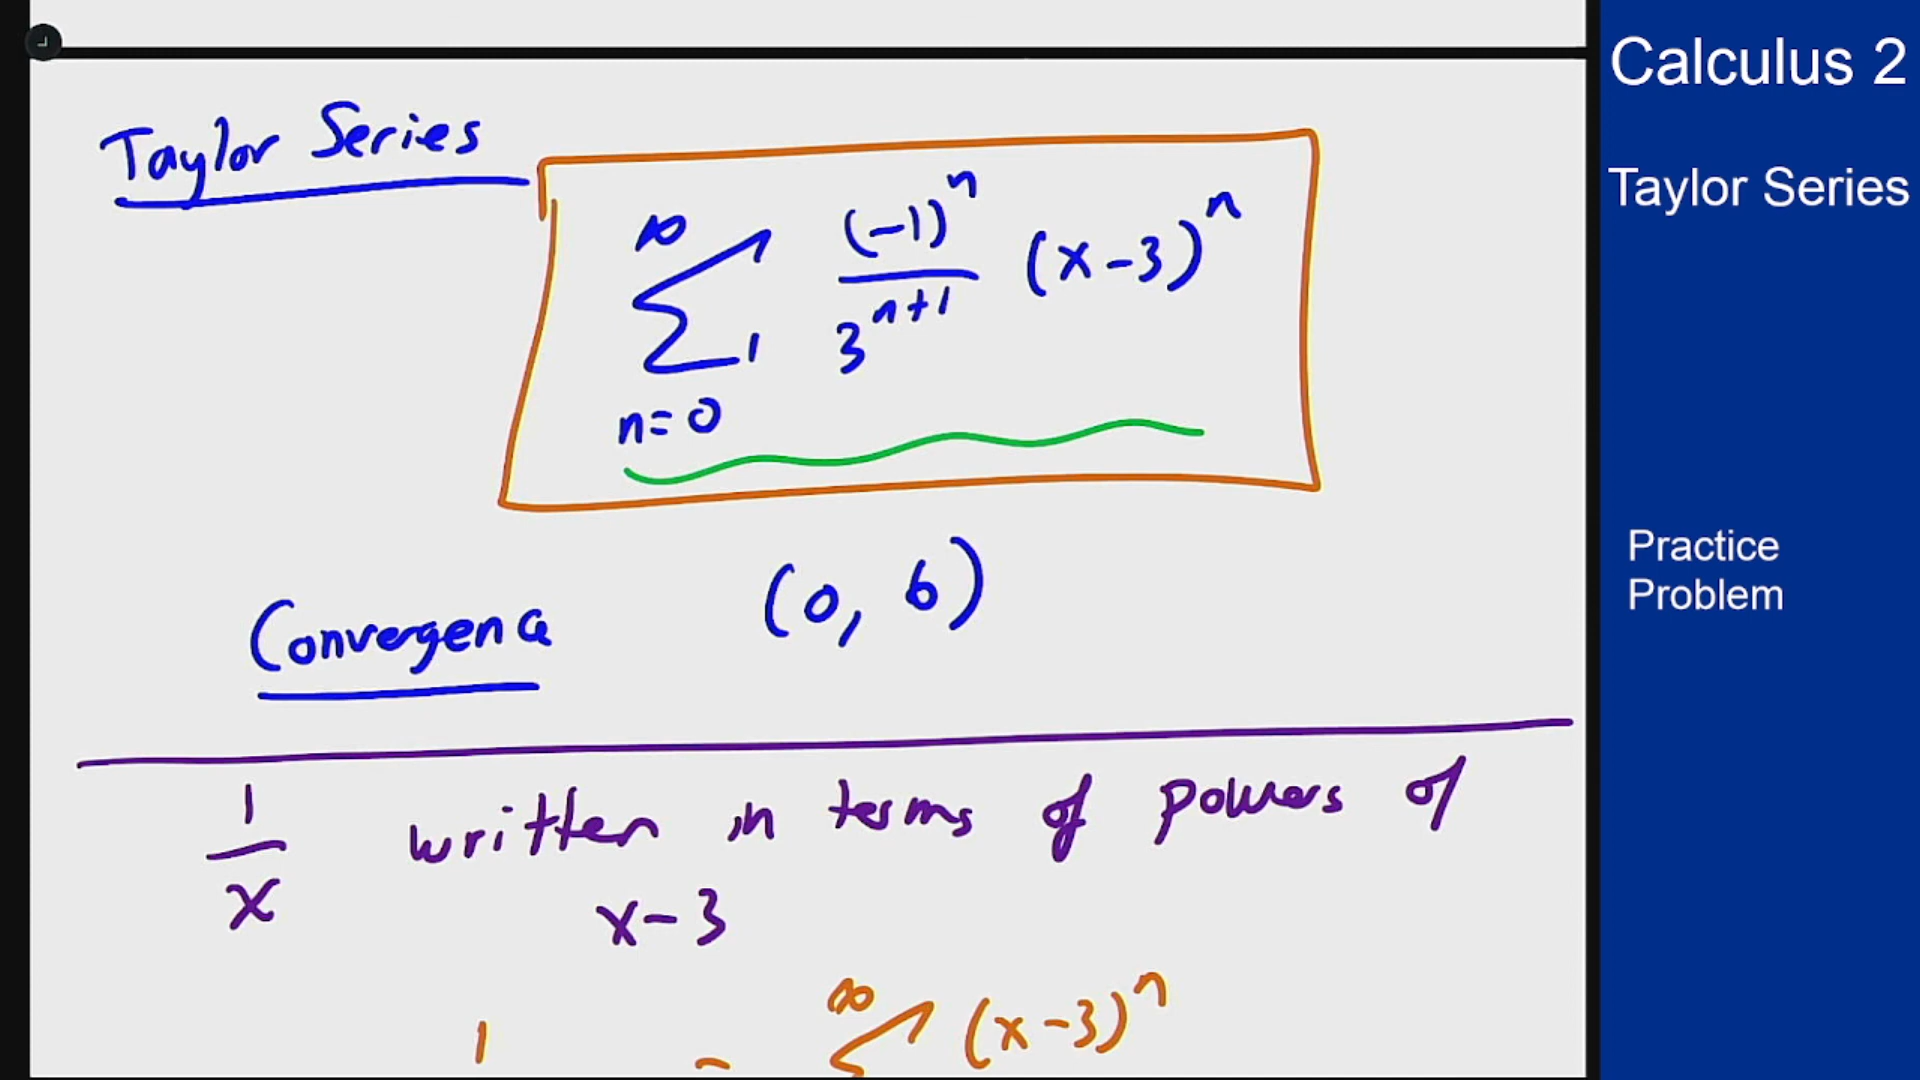 Taylor Series
∞
∑ (-1)ⁿ / 3ⁿ⁺¹ (x-3)ⁿ
n=0
Convergence (0, 6)
1/x written in terms of powers of
x-3
1 = ∞ ∑ (x-3)ⁿ
Calculus 2
Taylor Series
Practice
Problem